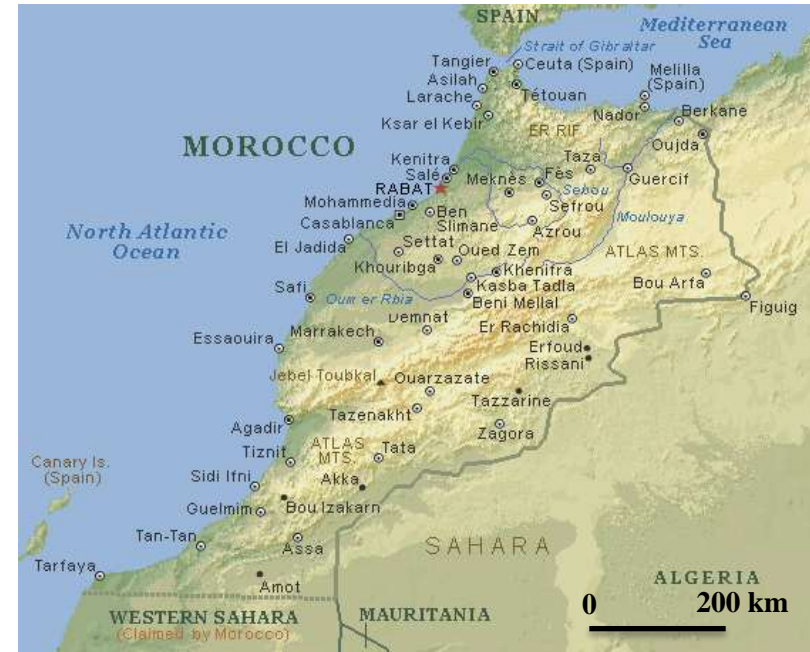 SPAIN
Mediterranean
Sea
Strait of Gibraltar
Tangier
Ceuta (Spain)
Asilah
Melilla
(Spain)
Larache
Tétouan
Nador
Berkane
Ksar el Kebir
ER RIF
Oujda
MOROCCO
Kenitra
Taza
Salé
Meknès
Fès
Guercif
RABAT
Sebou
Mohammedia
Sefrou
Ben
Slimane
Moulouya
Casablanca
Azrou
North Atlantic
Ocean
El Jadida
Settat
Oued Zem
ATLAS MTS.
Khouribga
Khenifra
Kasba Tadla
Bou Arfa
Safi
Oum er Rbia
Beni Mellal
Figuig
Demnat
Er Rachidia
Marrakech
Essaouira
Erfoud
Rissani
Jebel Toubkal
Ouarzazate
Tazzarine
Tazenakht
Agadir
Zagora
ATLAS
MTS.
Tiznit
Tata
Canary Is.
(Spain)
Sidi Ifni
Akka
Guelmim
Bou Izakarn
Tan-Tan
Assa
SAHARA
Tarfaya
Amot
ALGERIA
0 200 km
WESTERN SAHARA
(Claimed by Morocco)
MAURITANIA